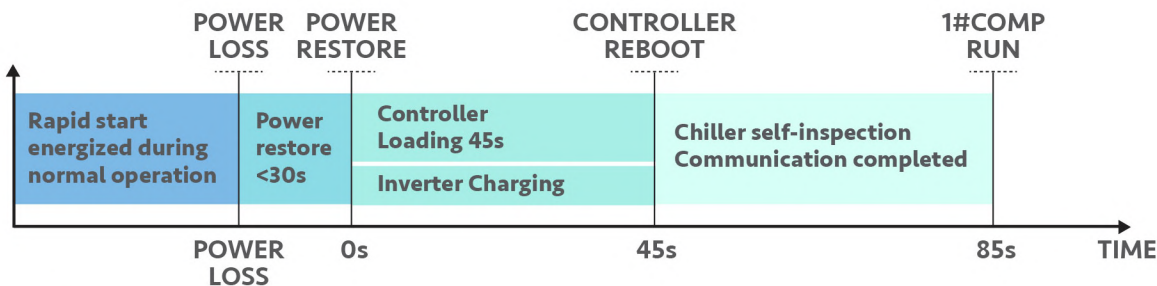 POWER
LOSS
POWER
RESTORE
CONTROLLER
REBOOT
1#COMP
RUN
Rapid start
energized during
normal operation
Power
restore
<30s
Controller
Loading 45s
Inverter Charging
Chiller self-inspection
Communication completed
POWER
LOSS
0s
45s
85s
TIME